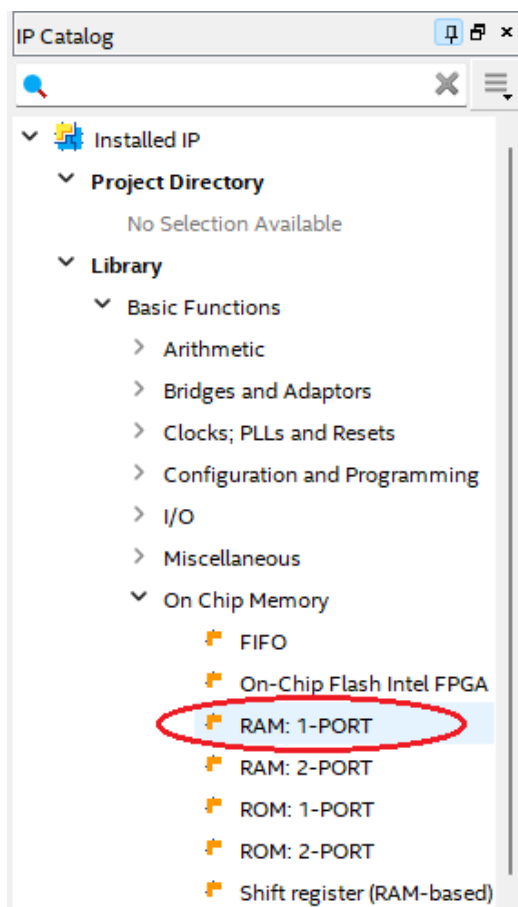 IP Catalog
Installed IP
Project Directory
No Selection Available
Library
Basic Functions
Arithmetic
Bridges and Adaptors
Clocks; PLLs and Resets
Configuration and Programming
I/O
Miscellaneous
On Chip Memory
FIFO
On-Chip Flash Intel FPGA
RAM: 1-PORT
RAM: 2-PORT
ROM: 1-PORT
ROM: 2-PORT
Shift register (RAM-based)